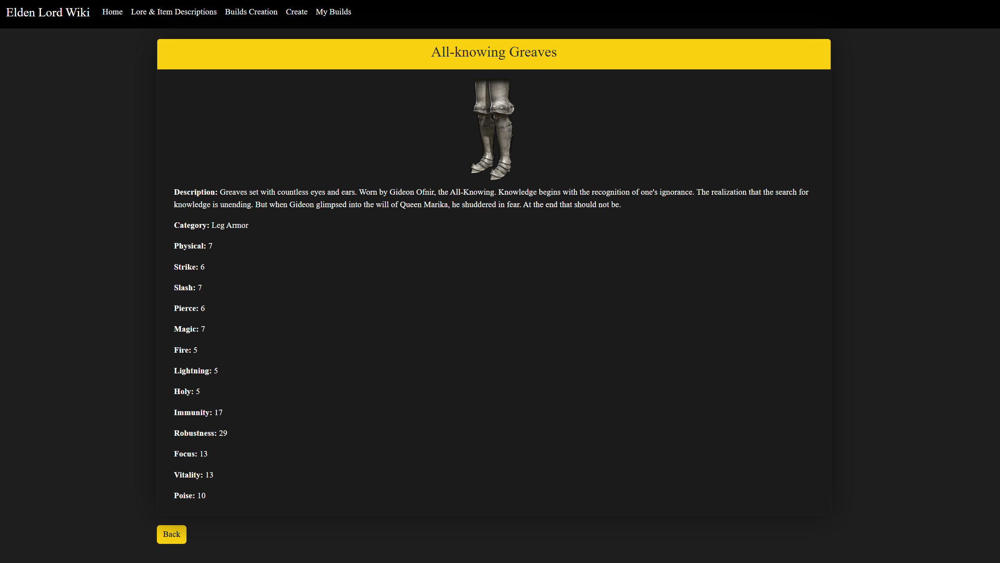 Elden Lord Wiki Home Lore & Item Descriptions Builds Creation Create My Builds
All-knowing Greaves
Description: Greaves set with countless eyes and ears. Worn by Gideon Ofnir, the All-Knowing. Knowledge begins with the recognition of one's ignorance. The realization that the search for
knowledge is unending. But when Gideon glimpsed into the will of Queen Marika, he shuddered in fear. At the end that should not be.
Category: Leg Armor
Physical: 7
Strike: 6
Slash: 7
Pierce: 6
Magic: 7
Fire: 5
Lightning: 5
Holy: 5
Immunity: 17
Robustness: 29
Focus: 13
Vitality: 13
Poise: 10
Back